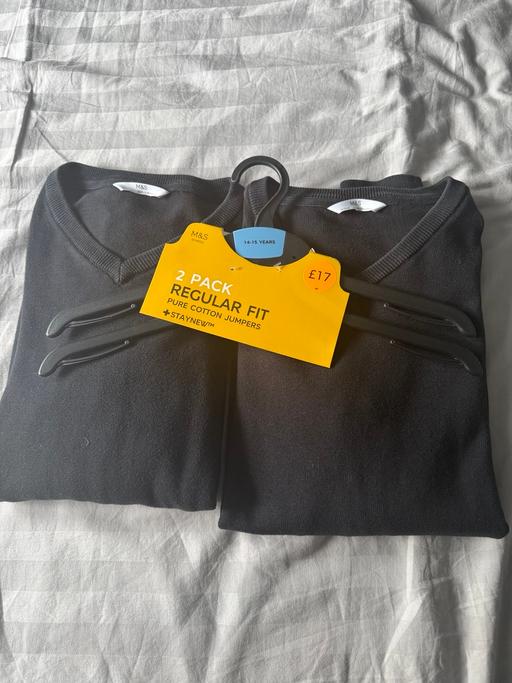 M&S
M&S
M&S
14-15 YEARS
£17
2 PACK
REGULAR FIT
PURE COTTON JUMPERS
+STAYNEW™